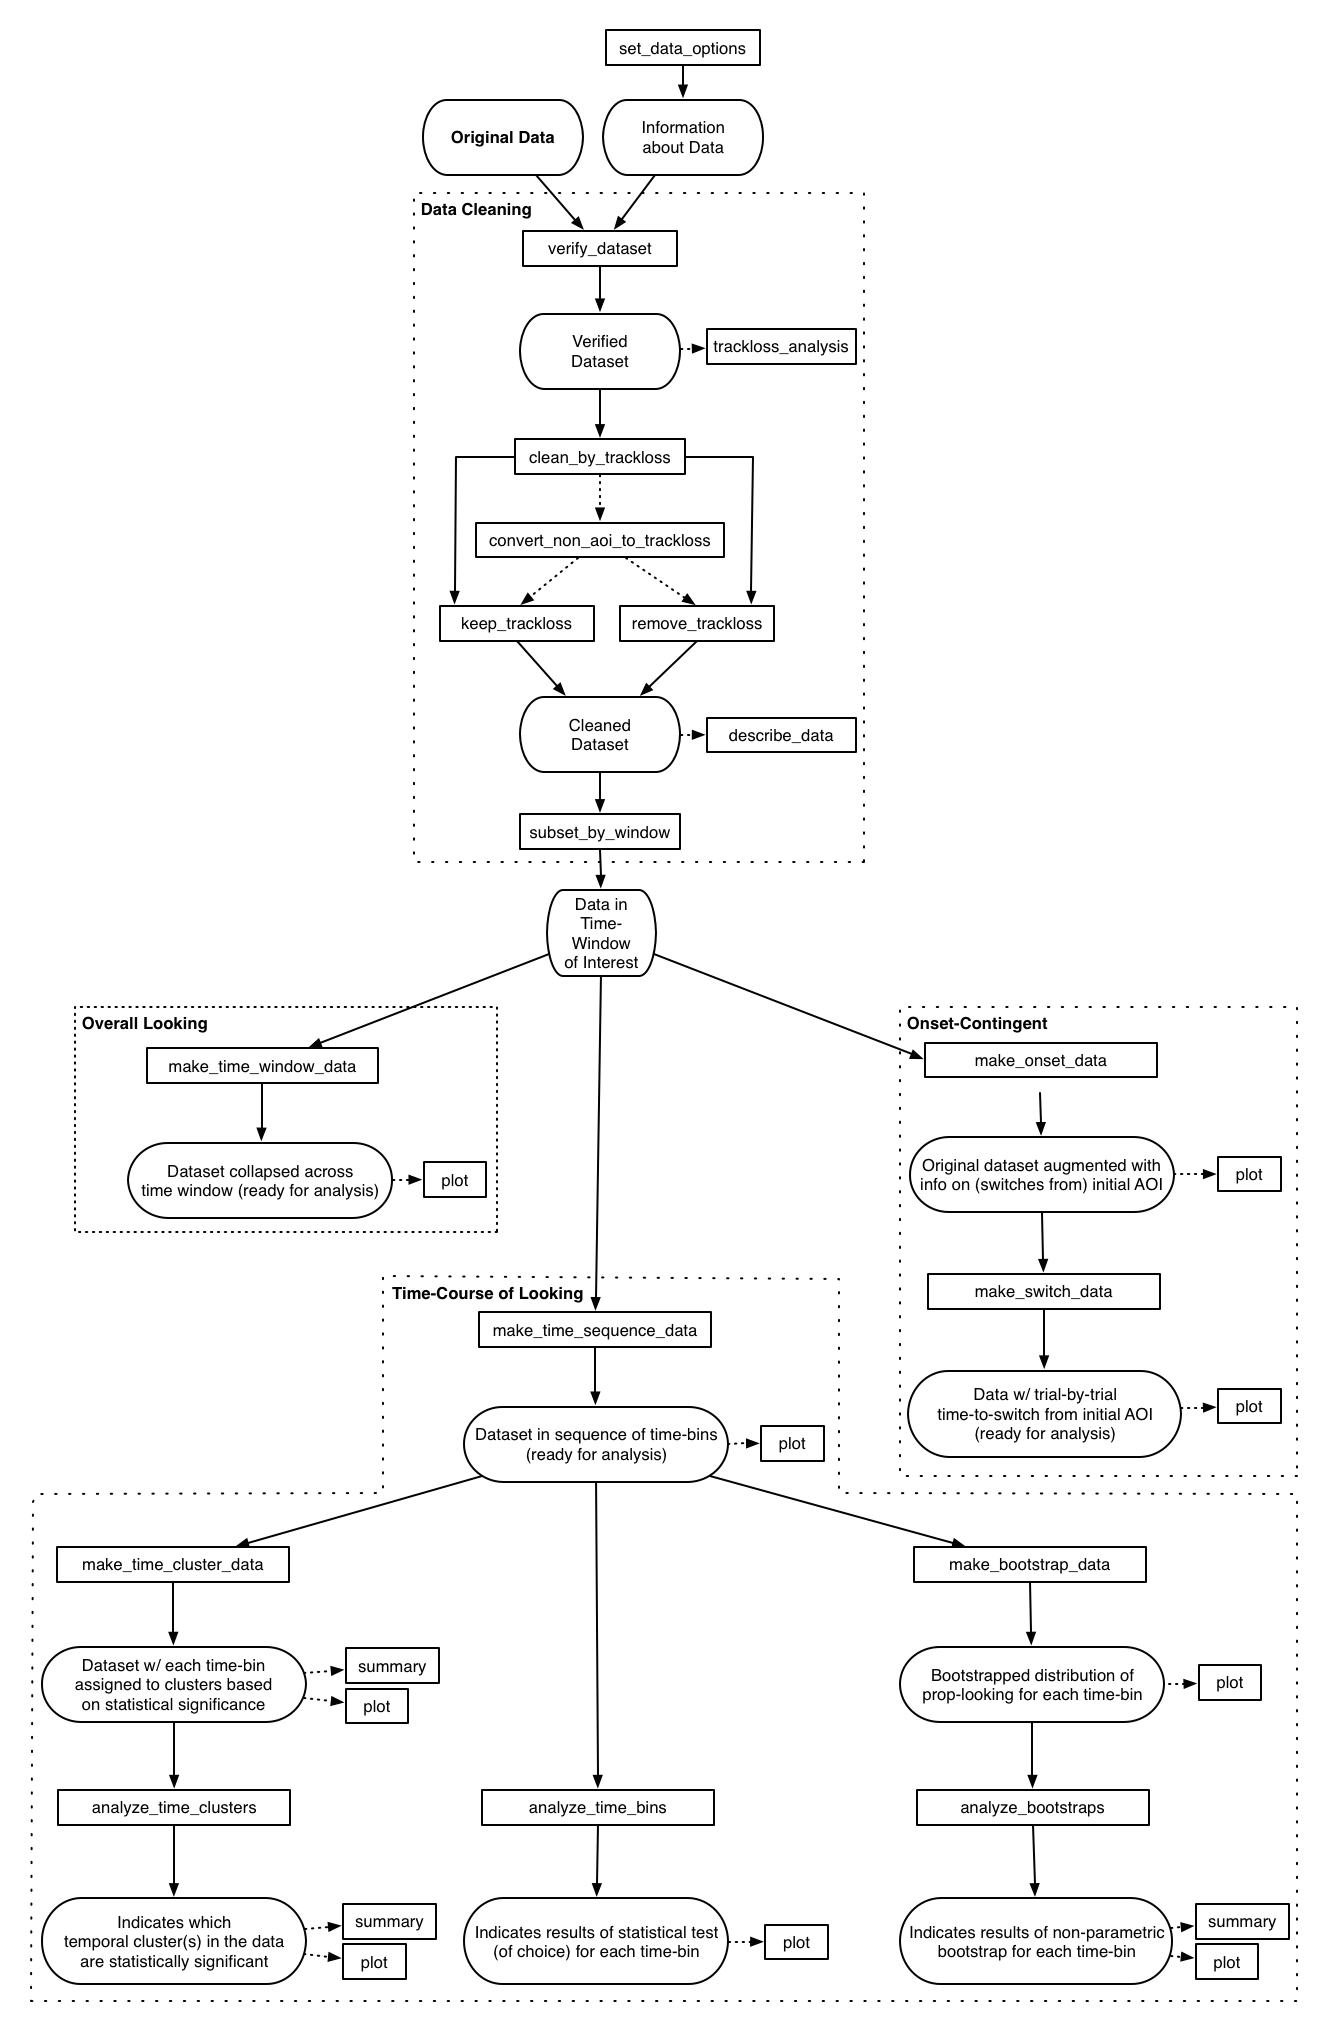 set_data_options
Original Data
Information
about Data
Data Cleaning
verify_dataset
Verified
Dataset
trackloss_analysis
clean_by_trackloss
convert_non_aoi_to_trackloss
keep_trackloss
remove_trackloss
Cleaned
Dataset
describe_data
subset_by_window
Data in
Time-
Window
of Interest
Overall Looking
make_time_window_data
Dataset collapsed across
time window (ready for analysis)
plot
Onset-Contingent
make_onset_data
Original dataset augmented with
info on (switches from) initial AOI
plot
make_switch_data
Data w/ trial-by-trial
time-to-switch from initial AOI
(ready for analysis)
plot
Time-Course of Looking
make_time_sequence_data
Dataset in sequence of time-bins
(ready for analysis)
plot
make_time_cluster_data
Dataset w/ each time-bin
assigned to clusters based
on statistical significance
summary
plot
analyze_time_clusters
Indicates which
temporal cluster(s) in the data
are statistically significant
summary
plot
analyze_time_bins
Indicates results of statistical test
(of choice) for each time-bin
plot
make_bootstrap_data
Bootstrapped distribution of
prop-looking for each time-bin
plot
analyze_bootstraps
Indicates results of non-parametric
bootstrap for each time-bin
summary
plot